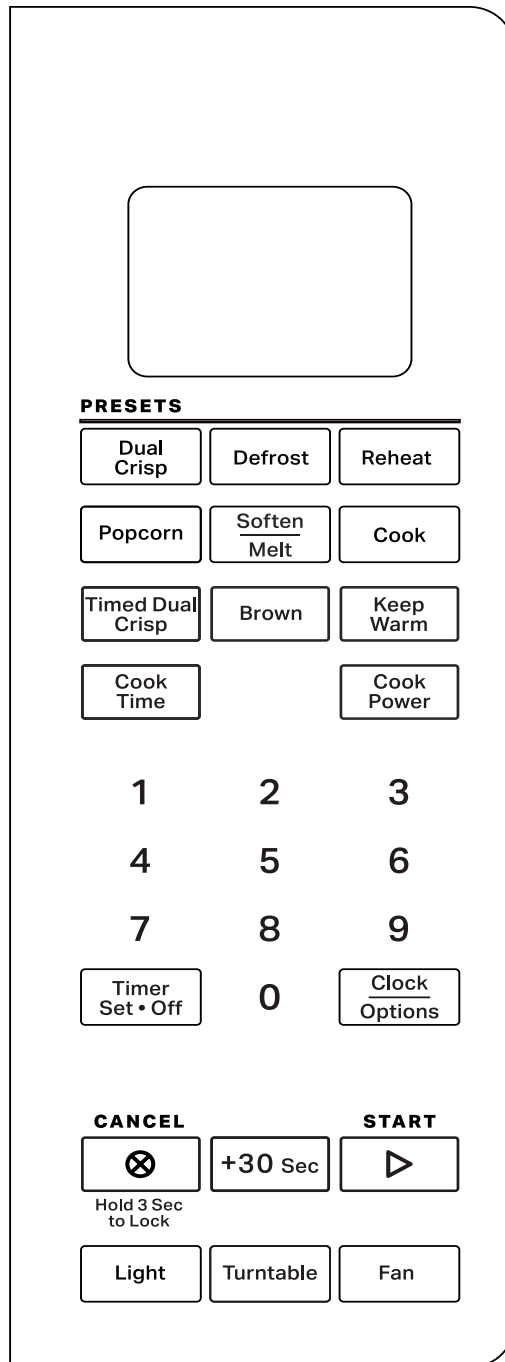 PRESETS
Dual
Crisp
Defrost
Reheat
Popcorn
Soften
Melt
Cook
Timed Dual
Crisp
Brown
Keep
Warm
Cook
Time
Cook
Power
1 2 3
4 5 6
7 8 9
Timer
Set • Off
0
Clock
Options
CANCEL
START
+30 Sec
Hold 3 Sec
to Lock
Light
Turntable
Fan